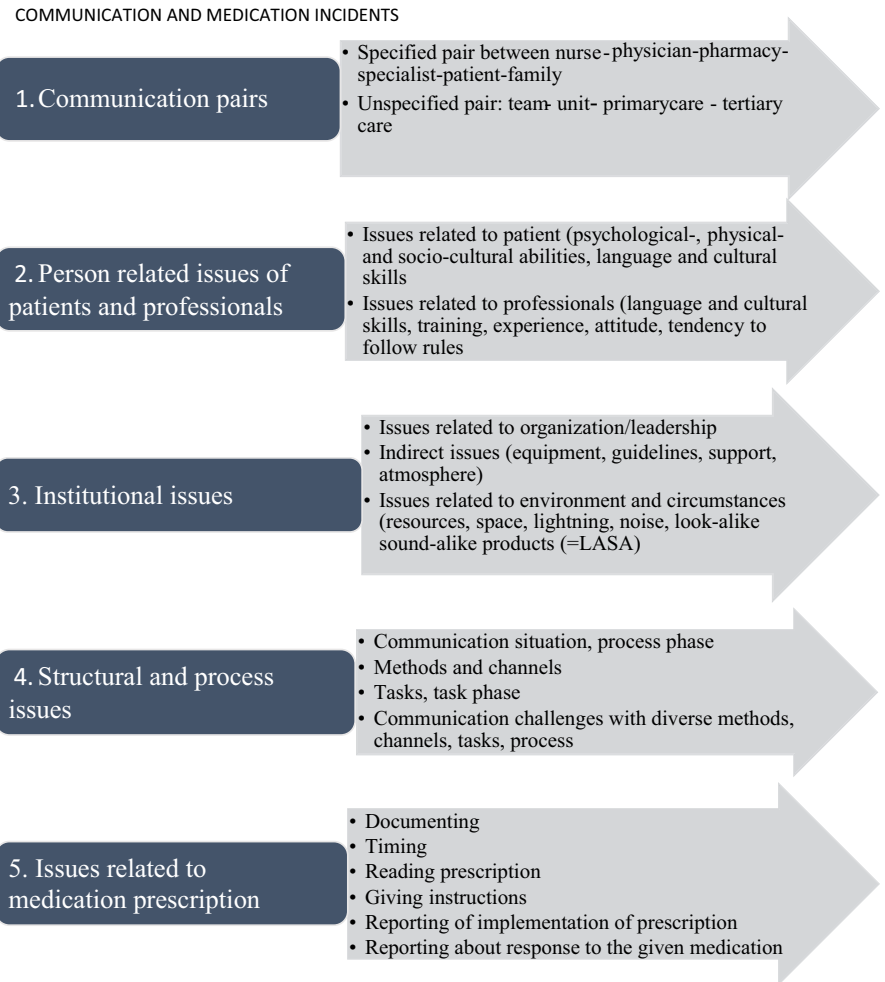 COMMUNICATION AND MEDICATION INCIDENTS
1. Communication pairs
• Specified pair between nurse-physician-pharmacy-
specialist-patient-family
• Unspecified pair: team- unit- primarycare - tertiary
care
2. Person related issues of
patients and professionals
• Issues related to patient (psychological-, physical-
and socio-cultural abilities, language and cultural
skills
• Issues related to professionals (language and cultural
skills, training, experience, attitude, tendency to
follow rules
3. Institutional issues
• Issues related to organization/leadership
• Indirect issues (equipment, guidelines, support,
atmosphere)
• Issues related to environment and circumstances
(resources, space, lightning, noise, look-alike
sound-alike products (=LASA)
4. Structural and process
issues
• Communication situation, process phase
• Methods and channels
• Tasks, task phase
• Communication challenges with diverse methods,
channels, tasks, process
5. Issues related to
medication prescription
• Documenting
• Timing
• Reading prescription
• Giving instructions
• Reporting of implementation of prescription
• Reporting about response to the given medication